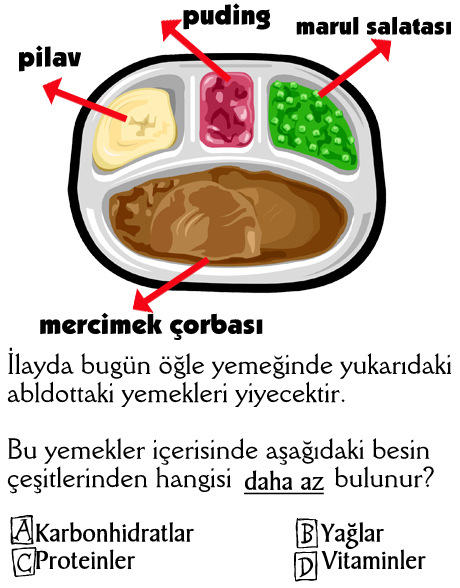 puding
marul salatası
pilav
mercimek çorbası
İlayda bugün öğle yemeğinde yukarıdaki
abldottaki yemekleri yiyecektir.
Bu yemekler içerisinde aşağıdaki besin
çeşitlerinden hangisi daha az bulunur?
A Karbonhidratlar
B Yağlar
C Proteinler
D Vitaminler